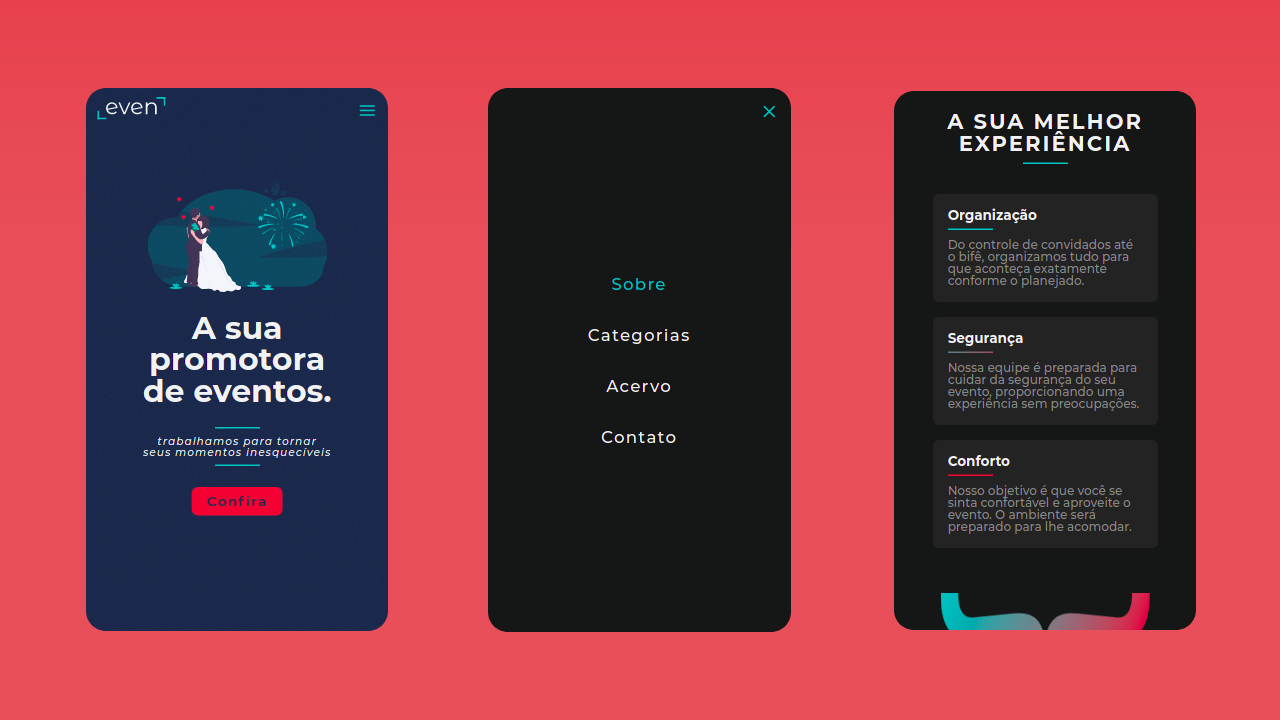 even
A sua
promotora
de eventos.
trabalhamos para tornar
seus momentos inesquecíveis
Confira
Sobre
Categorias
Acervo
Contato
A SUA MELHOR
EXPERIÊNCIA
Organização
Do controle de convidados até
o bifê, organizamos tudo para
que aconteça exatamente
conforme o planejado.
Segurança
Nossa equipe é preparada para
cuidar da segurança do seu
evento, proporcionando uma
experiência sem preocupações.
Conforto
Nosso objetivo é que você se
sinta confortável e aproveite o
evento. O ambiente será
preparado para lhe acomodar.